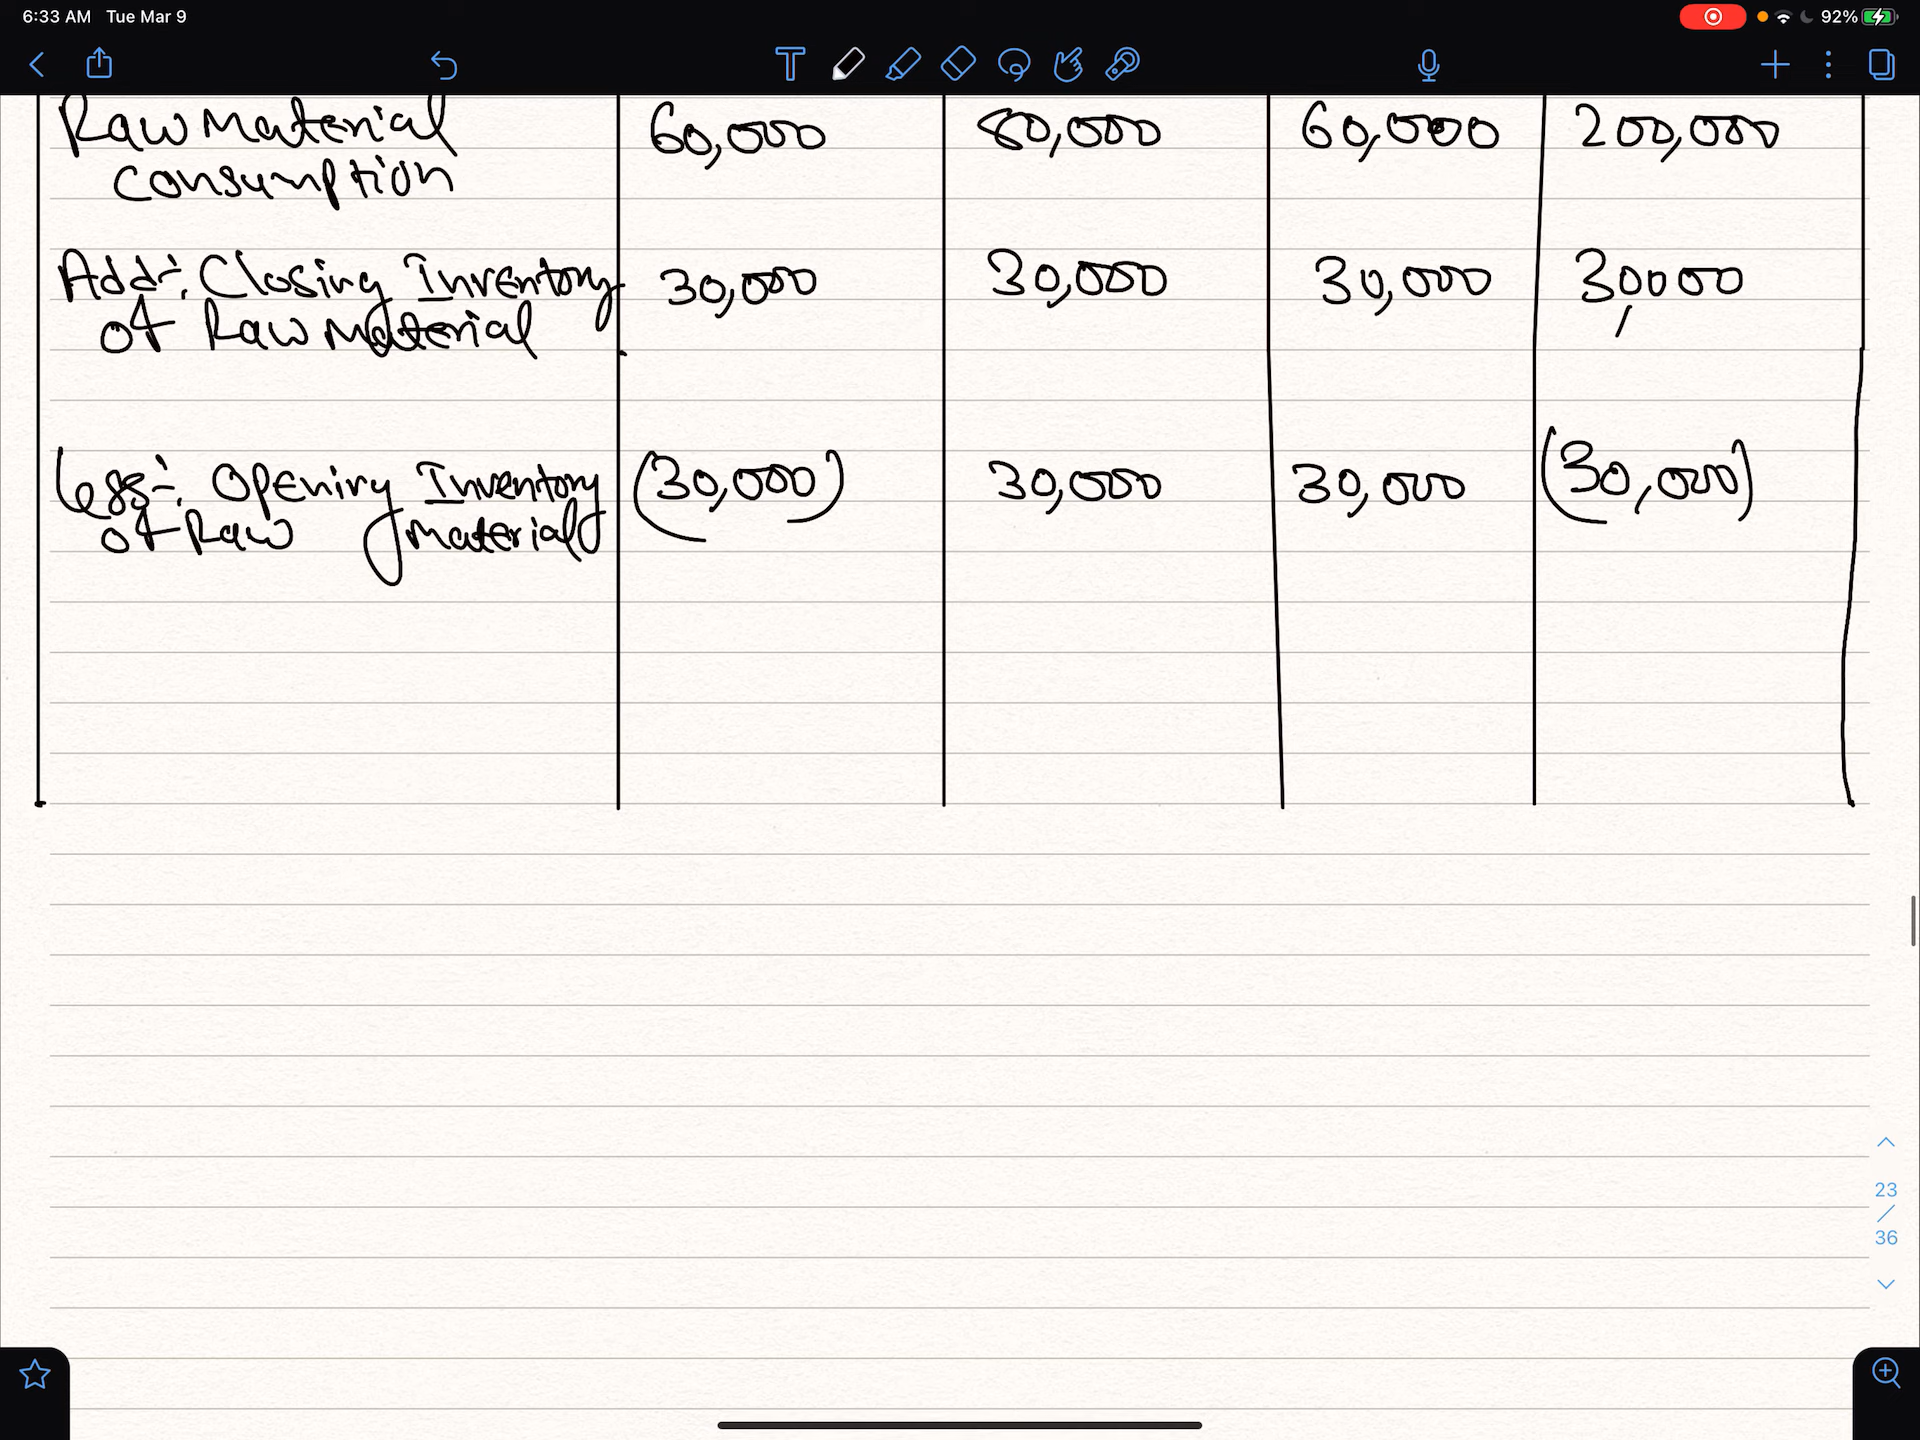 6:33 AM Tue Mar 9
92%
Raw Material 60,000 80,000 60,000 200,000
consumption
Add:- Closing Inventory 30,000 30,000 30,000 30,000
of Raw Material
Less:- Opening Inventory (30,000) 30,000 30,000 (30,000)
of Raw Material
23
/
36